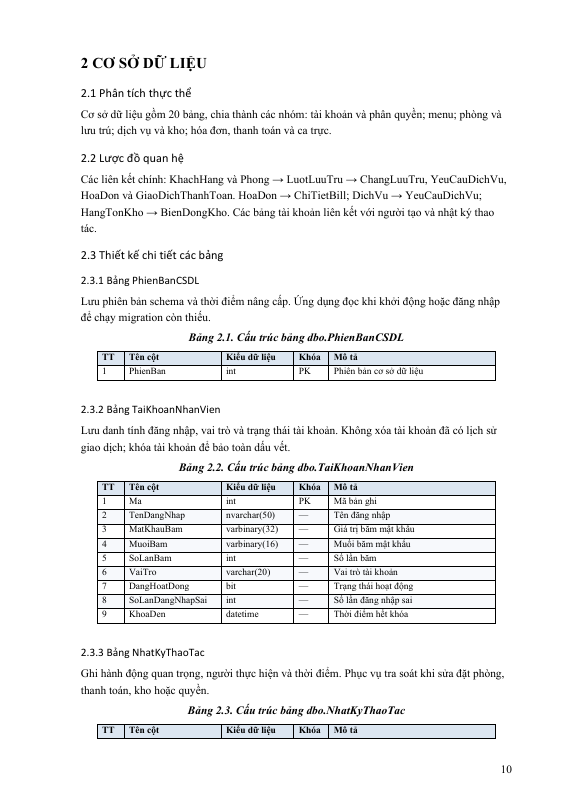 2 CƠ SỞ DỮ LIỆU
2.1 Phân tích thực thể
Cơ sở dữ liệu gồm 20 bảng, chia thành các nhóm: tài khoản và phân quyền; menu; phòng và
lưu trú; dịch vụ và kho; hóa đơn, thanh toán và ca trực.
2.2 Lược đồ quan hệ
Các liên kết chính: KhachHang và Phong → LuotLuuTru → ChangLuuTru, YeuCauDichVu,
HoaDon và GiaoDichThanhToan. HoaDon → ChiTietBill; DichVu → YeuCauDichVu;
HangTonKho → BienDongKho. Các bảng tài khoản liên kết với người tạo và nhật ký thao
tác.
2.3 Thiết kế chi tiết các bảng
2.3.1 Bảng PhienBanCSDL
Lưu phiên bản schema và thời điểm nâng cấp. Ứng dụng đọc khi khởi động hoặc đăng nhập
để chạy migration còn thiếu.
Bảng 2.1. Cấu trúc bảng dbo.PhienBanCSDL
TT Tên cột Kiểu dữ liệu Khóa Mô tả
1 PhienBan int PK Phiên bản cơ sở dữ liệu
2.3.2 Bảng TaiKhoanNhanVien
Lưu danh tính đăng nhập, vai trò và trạng thái tài khoản. Không xóa tài khoản đã có lịch sử
giao dịch; khóa tài khoản để bảo toàn dấu vết.
Bảng 2.2. Cấu trúc bảng dbo.TaiKhoanNhanVien
TT Tên cột Kiểu dữ liệu Khóa Mô tả
1 Ma int PK Mã bản ghi
2 TenDangNhap nvarchar(50) — Tên đăng nhập
3 MatKhauBam varbinary(32) — Giá trị băm mật khẩu
4 MuoiBam varbinary(16) — Muối băm mật khẩu
5 SoLanBam int — Số lần băm
6 VaiTro varchar(20) — Vai trò tài khoản
7 DangHoatDong bit — Trạng thái hoạt động
8 SoLanDangNhapSai int — Số lần đăng nhập sai
9 KhoaDen datetime — Thời điểm hết khóa
2.3.3 Bảng NhatKyThaoTac
Ghi hành động quan trọng, người thực hiện và thời điểm. Phục vụ tra soát khi sửa đặt phòng,
thanh toán, kho hoặc quyền.
Bảng 2.3. Cấu trúc bảng dbo.NhatKyThaoTac
TT Tên cột Kiểu dữ liệu Khóa Mô tả
10